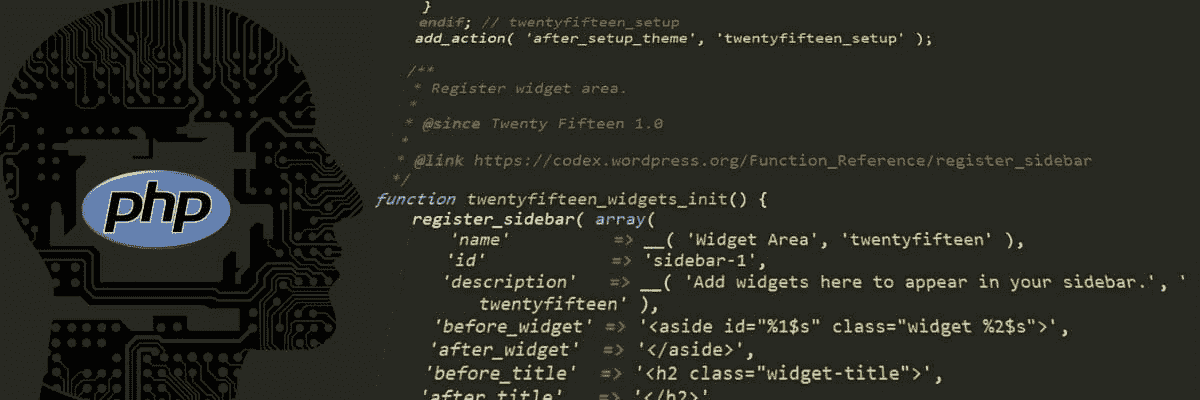 }
endif; // twentyfifteen_setup
add_action( 'after_setup_theme', 'twentyfifteen_setup' );
/**
* Register widget area.
*
* @since Twenty Fifteen 1.0
*
* @link https://codex.wordpress.org/Function_Reference/register_sidebar
*/
function twentyfifteen_widgets_init() {
register_sidebar( array(
'name' => __( 'Widget Area', 'twentyfifteen' ),
'id' => 'sidebar-1',
'description' => __( 'Add widgets here to appear in your sidebar.', '
twentyfifteen' ),
'before_widget' => '<aside id="%1$s" class="widget %2$s">',
'after_widget' => '</aside>',
'before_title' => '<h2 class="widget-title">',
'after_title' => '</h2>'
php